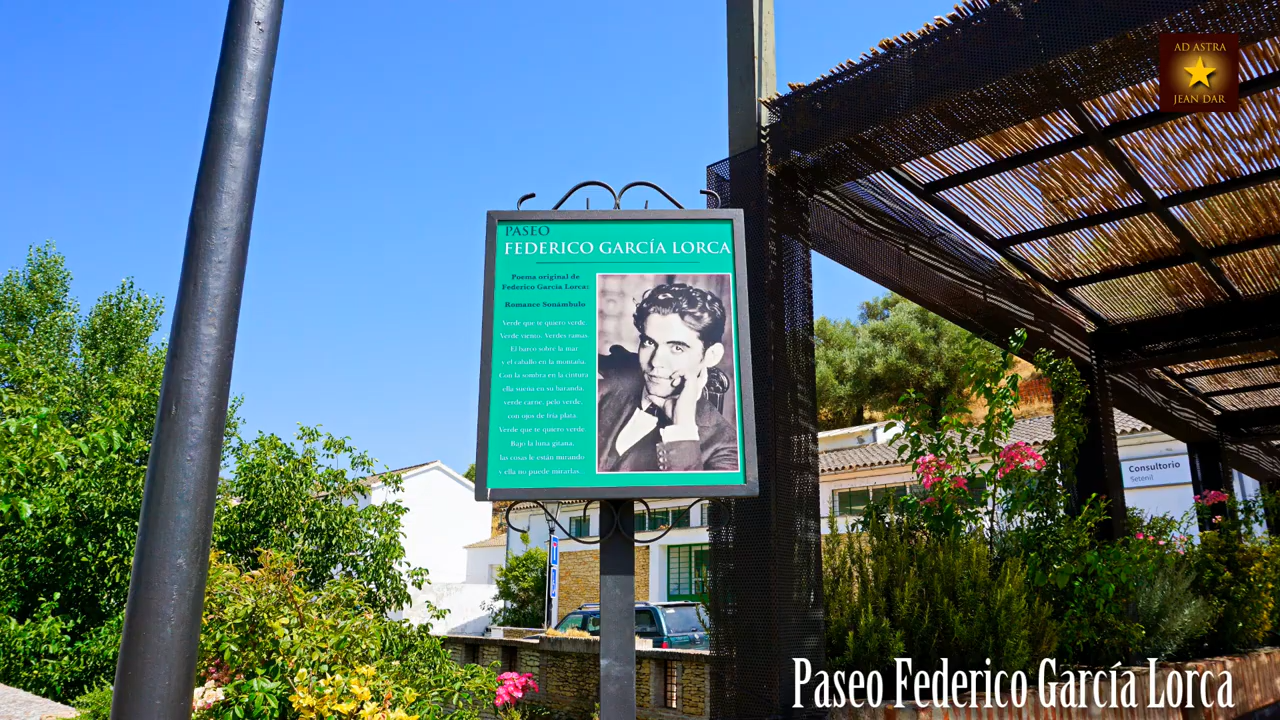 AD ASTRA
JEAN DAR
PASEO
FEDERICO GARCÍA LORCA
Poema original de
Federico García Lorca:
Romance Sonámbulo
Verde que te quiero verde
Verde viento. Verdes ramas.
El barco sobre la mar
y el caballo en la montaña.
Con la sombra en la cintura
ella sueña en su baranda,
verde carne, pelo verde,
con ojos de fría plata.
Verde que te quiero verde
Bajo la luna gitana,
las cosas le están mirando
y ella no puede mirarlas.
Consultorio
Setenil
Paseo Federico García Lorca